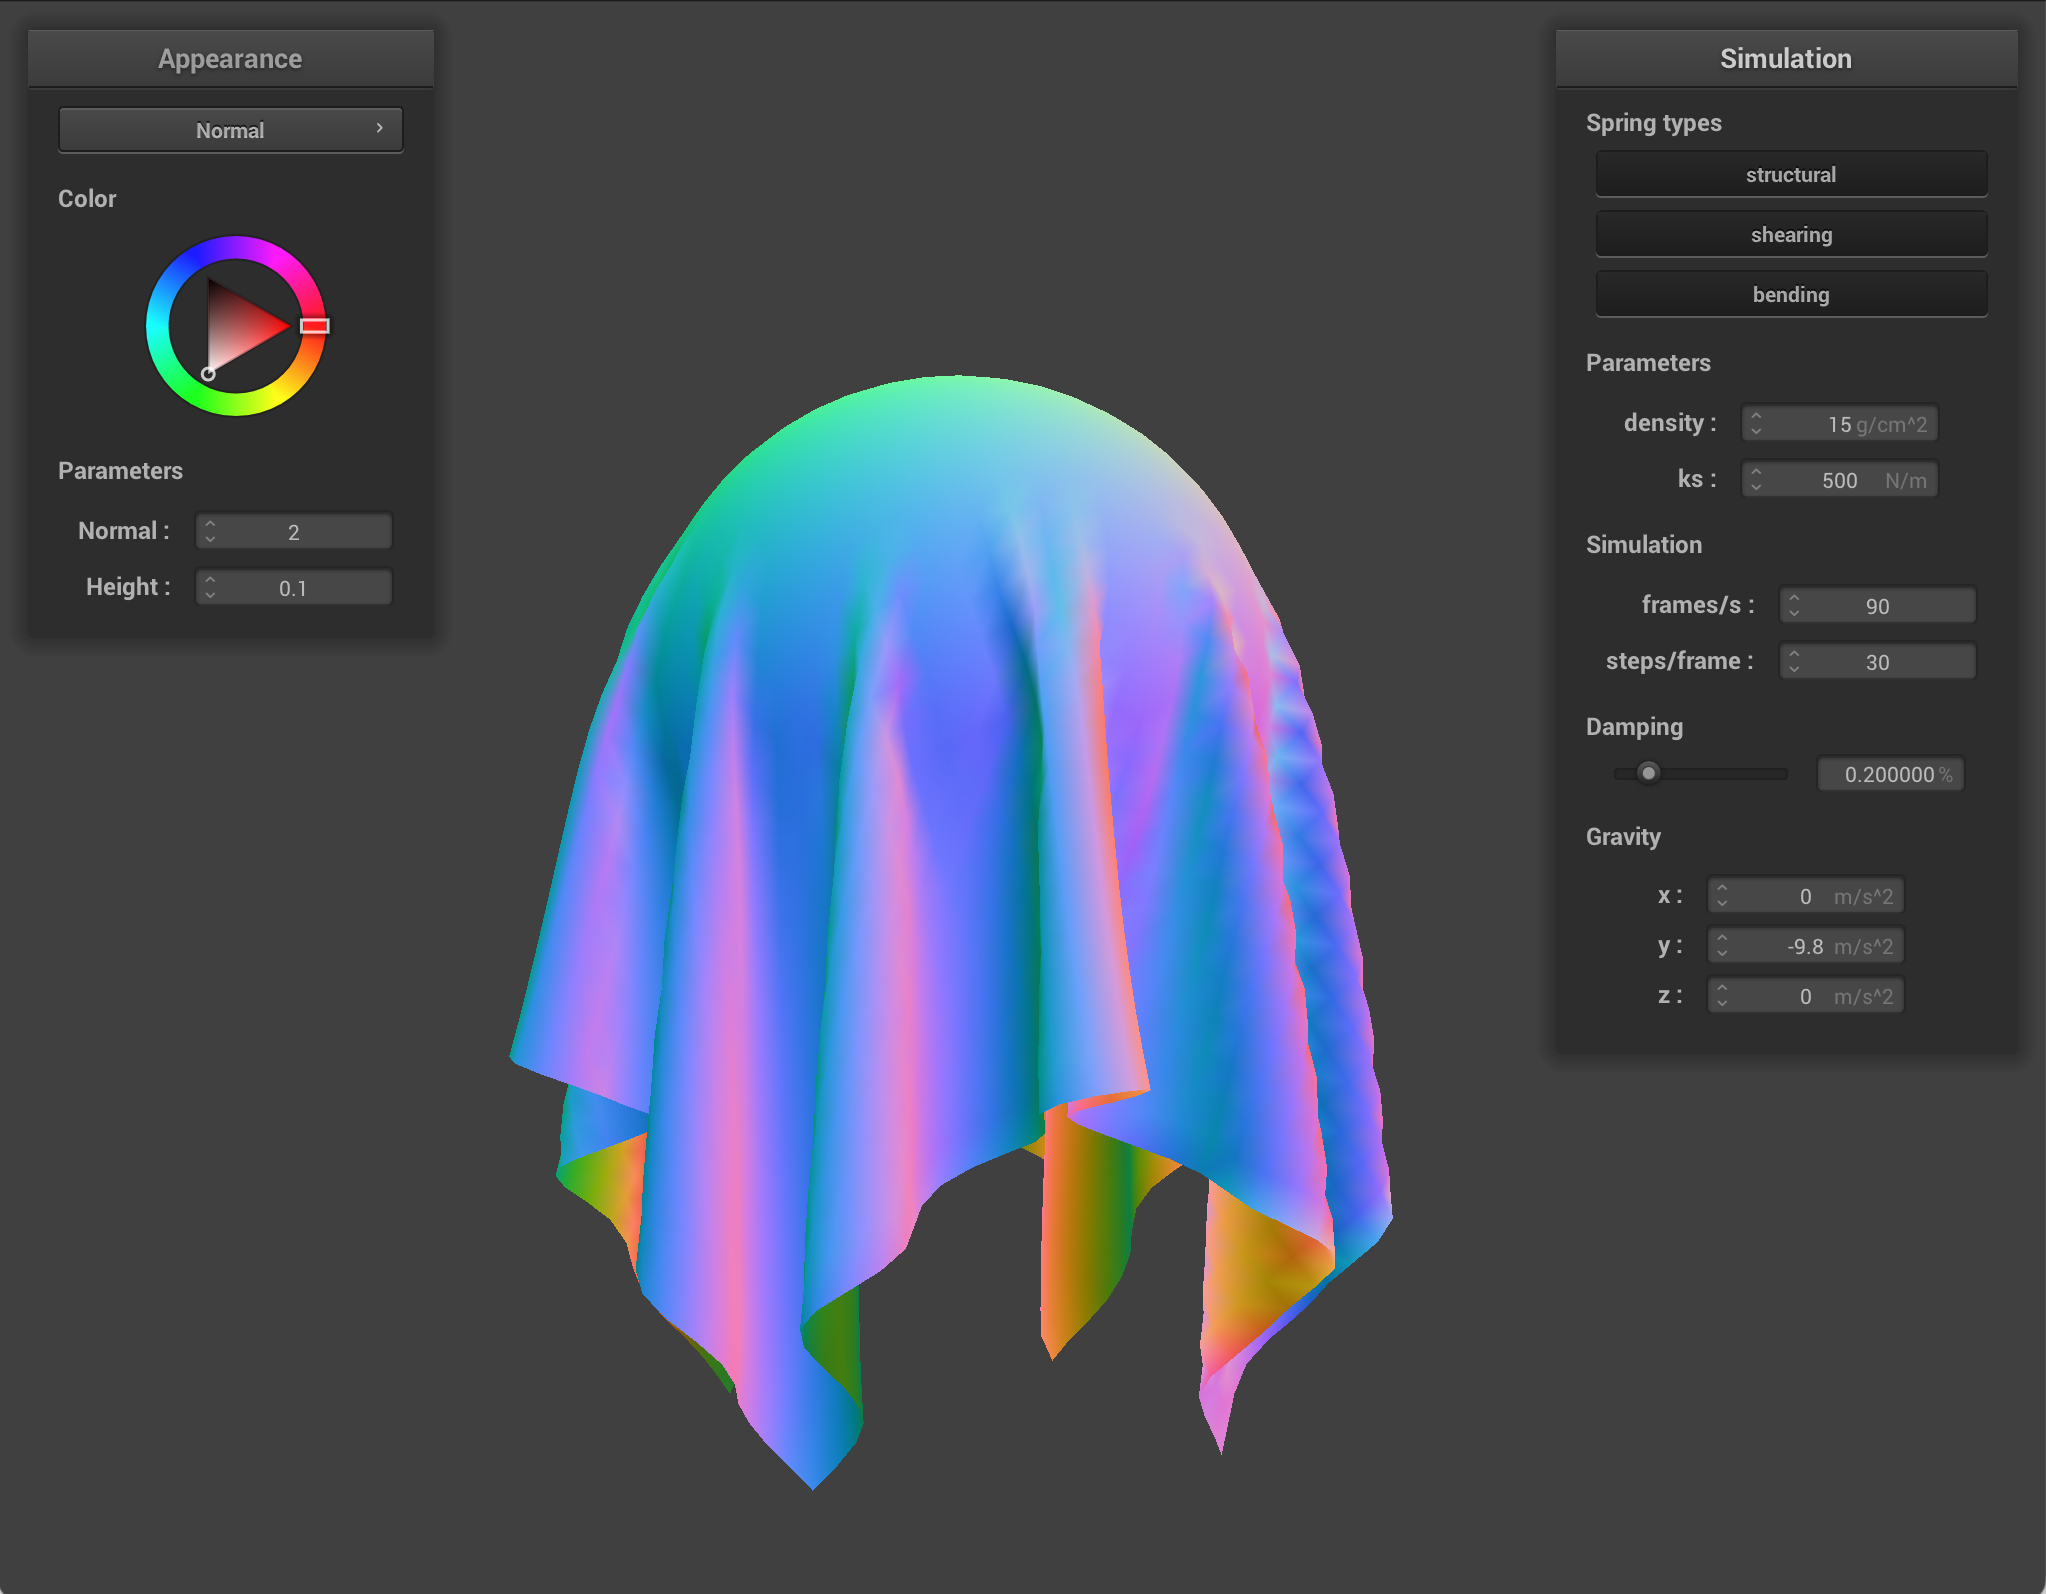 Appearance
Normal
Color
Parameters
Normal : 2
Height : 0.1
Simulation
Spring types
structural
shearing
bending
Parameters
density : 15 g/cm^2
ks : 500 N/m
Simulation
frames/s : 90
steps/frame : 30
Damping
0.200000 %
Gravity
x : 0 m/s^2
y : -9.8 m/s^2
z : 0 m/s^2